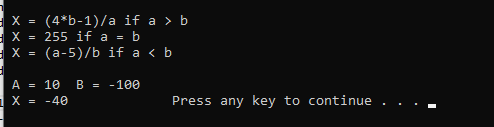 X = (4*b-1)/a if a > b
X = 255 if a = b
X = (a-5)/b if a < b
A = 10 B = -100
X = -40 Press any key to continue . . .